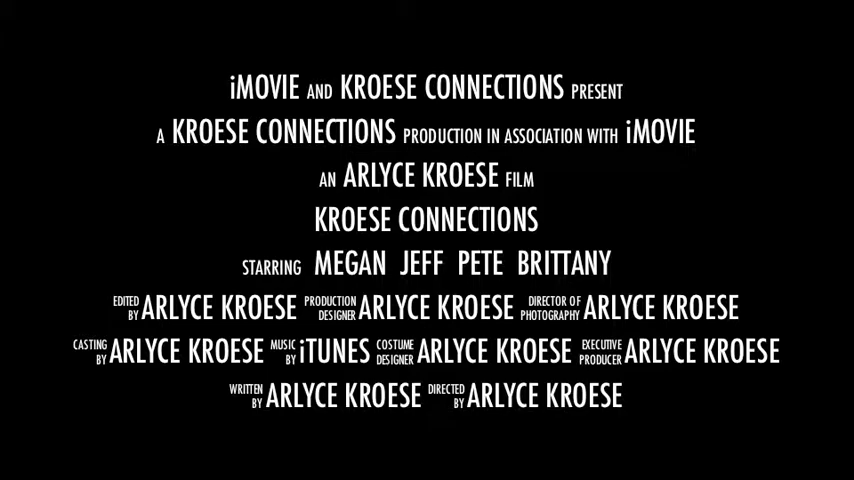 iMOVIE AND KROESE CONNECTIONS PRESENT
A KROESE CONNECTIONS PRODUCTION IN ASSOCIATION WITH iMOVIE
AN ARLYCE KROESE FILM
KROESE CONNECTIONS
STARRING MEGAN JEFF PETE BRITTANY
EDITED BY ARLYCE KROESE PRODUCTION DESIGNER ARLYCE KROESE DIRECTOR OF PHOTOGRAPHY ARLYCE KROESE
CASTING BY ARLYCE KROESE MUSIC BY iTUNES COSTUME DESIGNER ARLYCE KROESE EXECUTIVE PRODUCER ARLYCE KROESE
WRITTEN BY ARLYCE KROESE DIRECTED BY ARLYCE KROESE